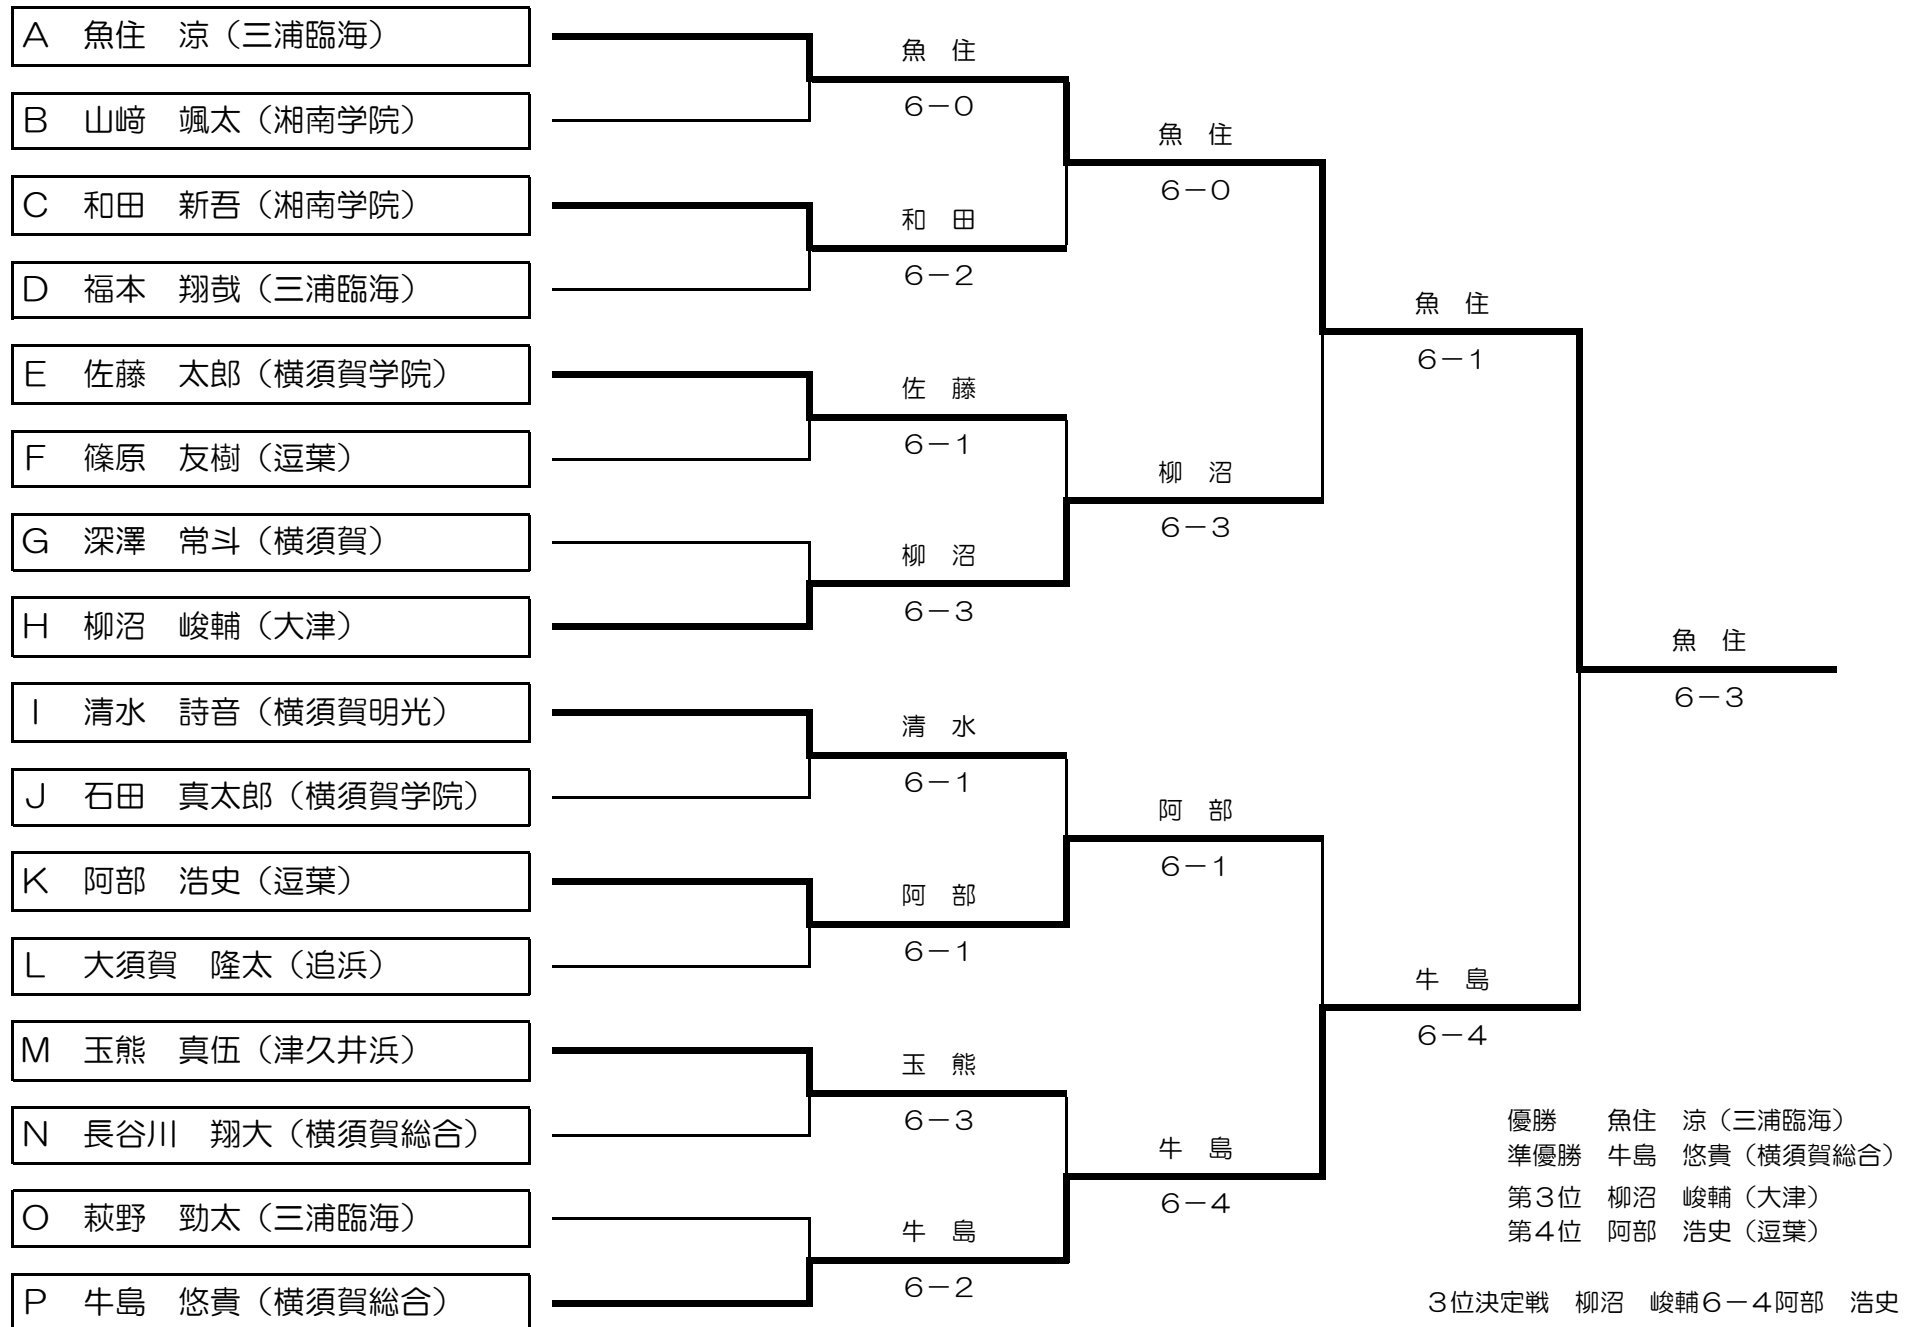 A　魚住　涼（三浦臨海）
B　山﨑　颯太（湘南学院）
C　和田　新吾（湘南学院）
D　福本　翔哉（三浦臨海）
E　佐藤　太郎（横須賀学院）
F　篠原　友樹（逗葉）
G　深澤　常斗（横須賀）
H　柳沼　峻輔（大津）
I　清水　詩音（横須賀明光）
J　石田　真太郎（横須賀学院）
K　阿部　浩史（逗葉）
L　大須賀　隆太（追浜）
M　玉熊　真伍（津久井浜）
N　長谷川　翔大（横須賀総合）
O　萩野　勁太（三浦臨海）
P　牛島　悠貴（横須賀総合）
魚　住
6－0
和　田
6－2
佐　藤
6－1
柳　沼
6－3
清　水
6－1
阿　部
6－1
玉　熊
6－3
牛　島
6－2
魚　住
6－0
柳　沼
6－3
阿　部
6－1
牛　島
6－4
魚　住
6－1
牛　島
6－4
魚　住
6－3
優勝　　魚住　涼（三浦臨海）
準優勝　牛島　悠貴（横須賀総合）
第３位　柳沼　峻輔（大津）
第４位　阿部　浩史（逗葉）
３位決定戦　柳沼　峻輔６－４阿部　浩史